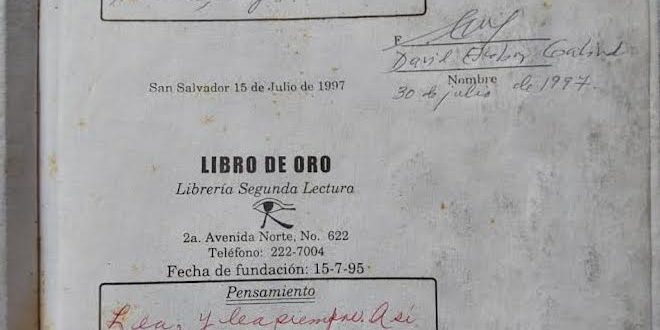 F.
David Escobar Galindo
San Salvador 15 de Julio de 1997
Nombre
30 de julio de 1997.
LIBRO DE ORO
Librería Segunda Lectura
2a. Avenida Norte, No. 622
Teléfono: 222-7004
Fecha de fundación: 15-7-95
Pensamiento
Lea, y lea siempre. Así